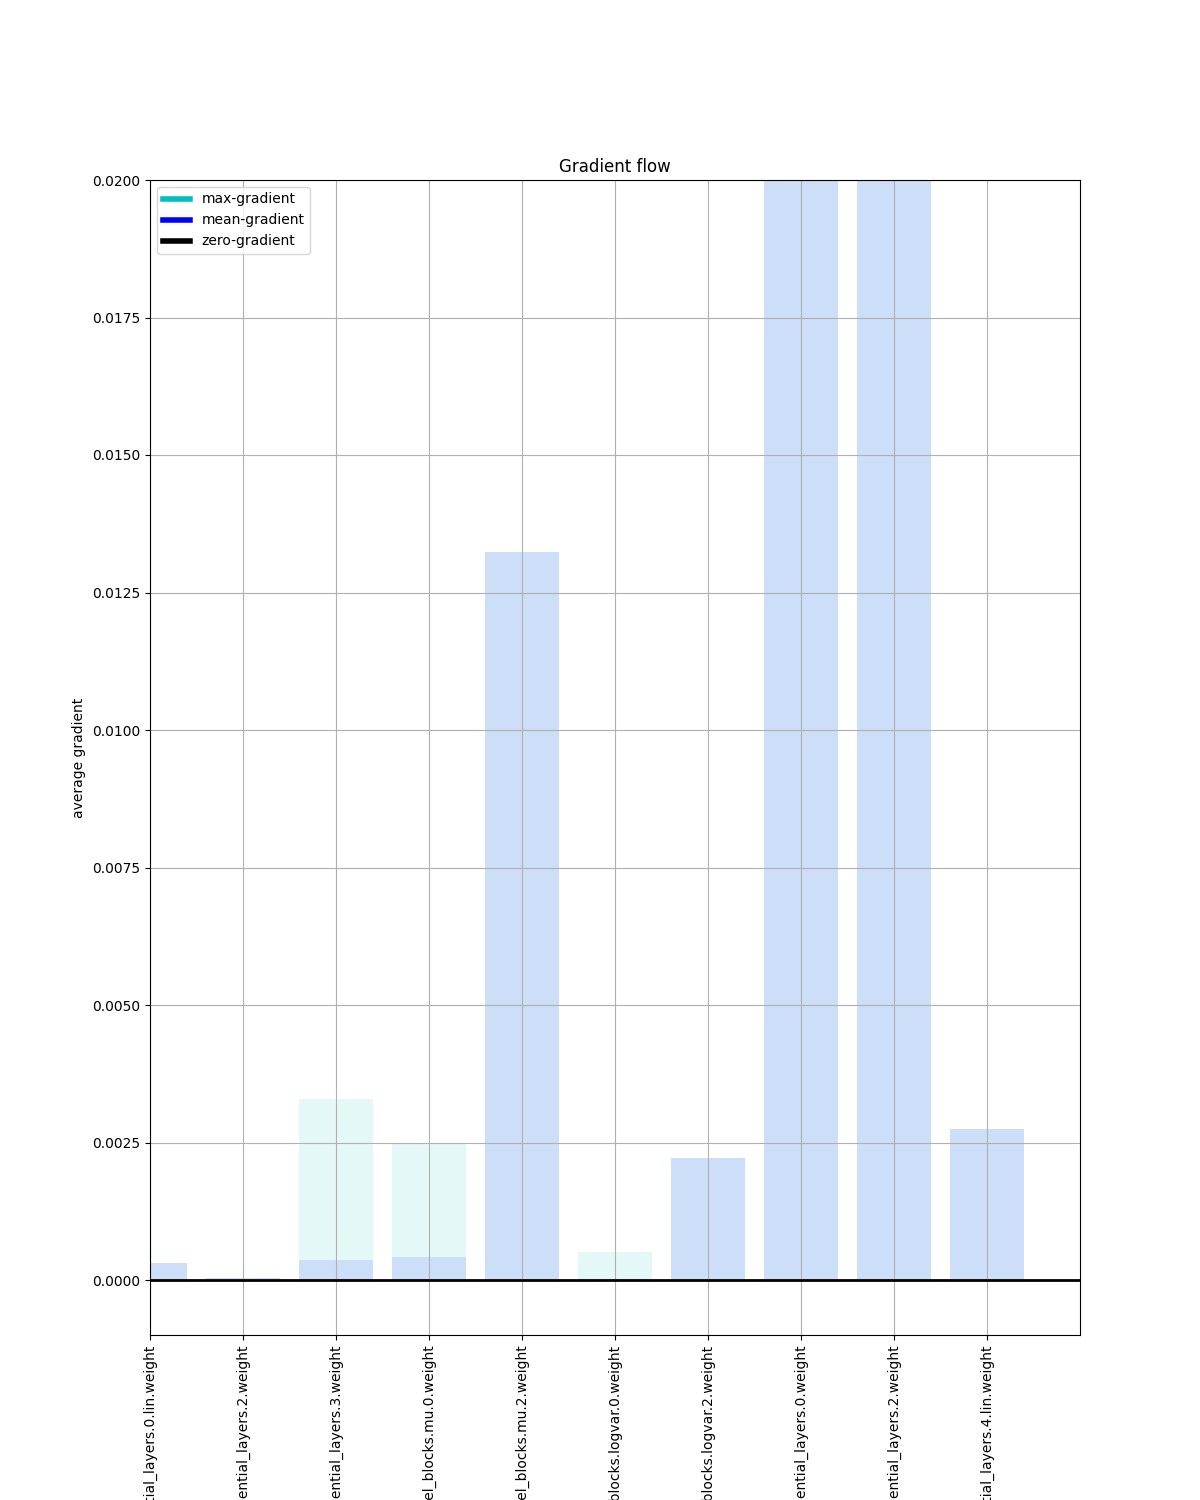 Gradient flow
max-gradient
mean-gradient
zero-gradient
0.0200
0.0175
0.0150
0.0125
0.0100
0.0075
0.0050
0.0025
0.0000
average gradient
tial_layers.0.lin.weight
ential_layers.2.weight
ential_layers.3.weight
el_blocks.mu.0.weight
el_blocks.mu.2.weight
blocks.logvar.0.weight
blocks.logvar.2.weight
ential_layers.0.weight
ential_layers.2.weight
tial_layers.4.lin.weight